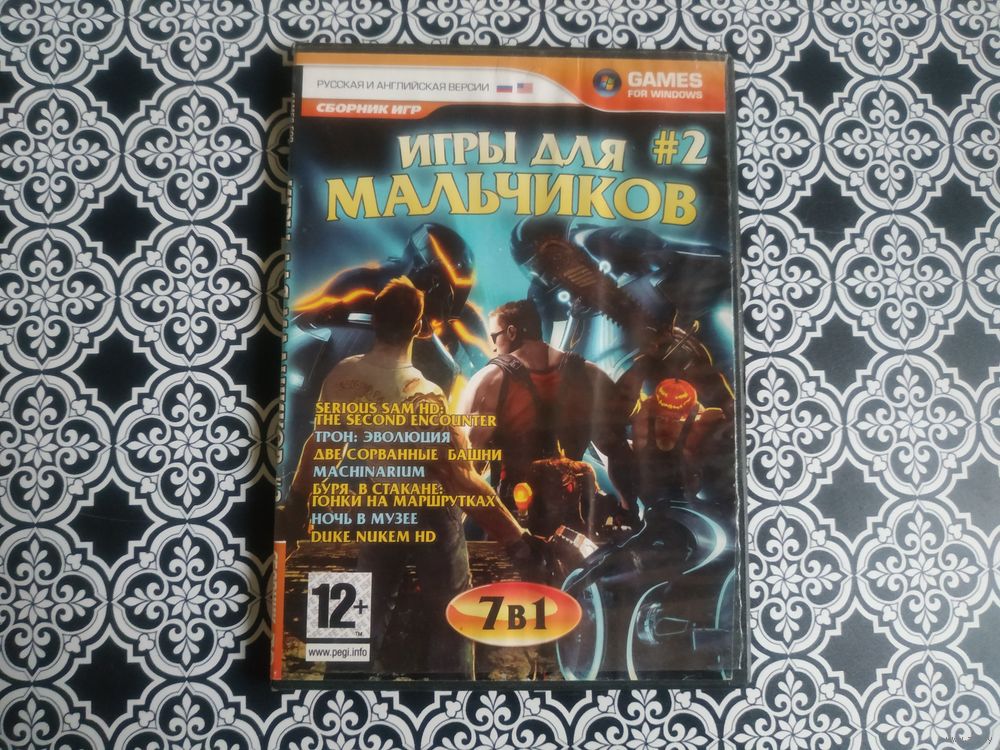 РУССКАЯ И АНГЛИЙСКАЯ ВЕРСИИ
GAMES
FOR WINDOWS
СБОРНИК ИГР
ИГРЫ ДЛЯ #2
МАЛЬЧИКОВ
SERIOUS SAM HD:
THE SECOND ENCOUNTER
ТРОН: ЭВОЛЮЦИЯ
ДВЕ СОРВАННЫЕ БАШНИ
MACHINARIUM
БУРЯ В СТАКАНЕ:
ГОНКИ НА МАРШРУТКАХ
НОЧЬ В МУЗЕЕ
DUKE NUKEM HD
12+
TM
www.pegi.info
7 В 1